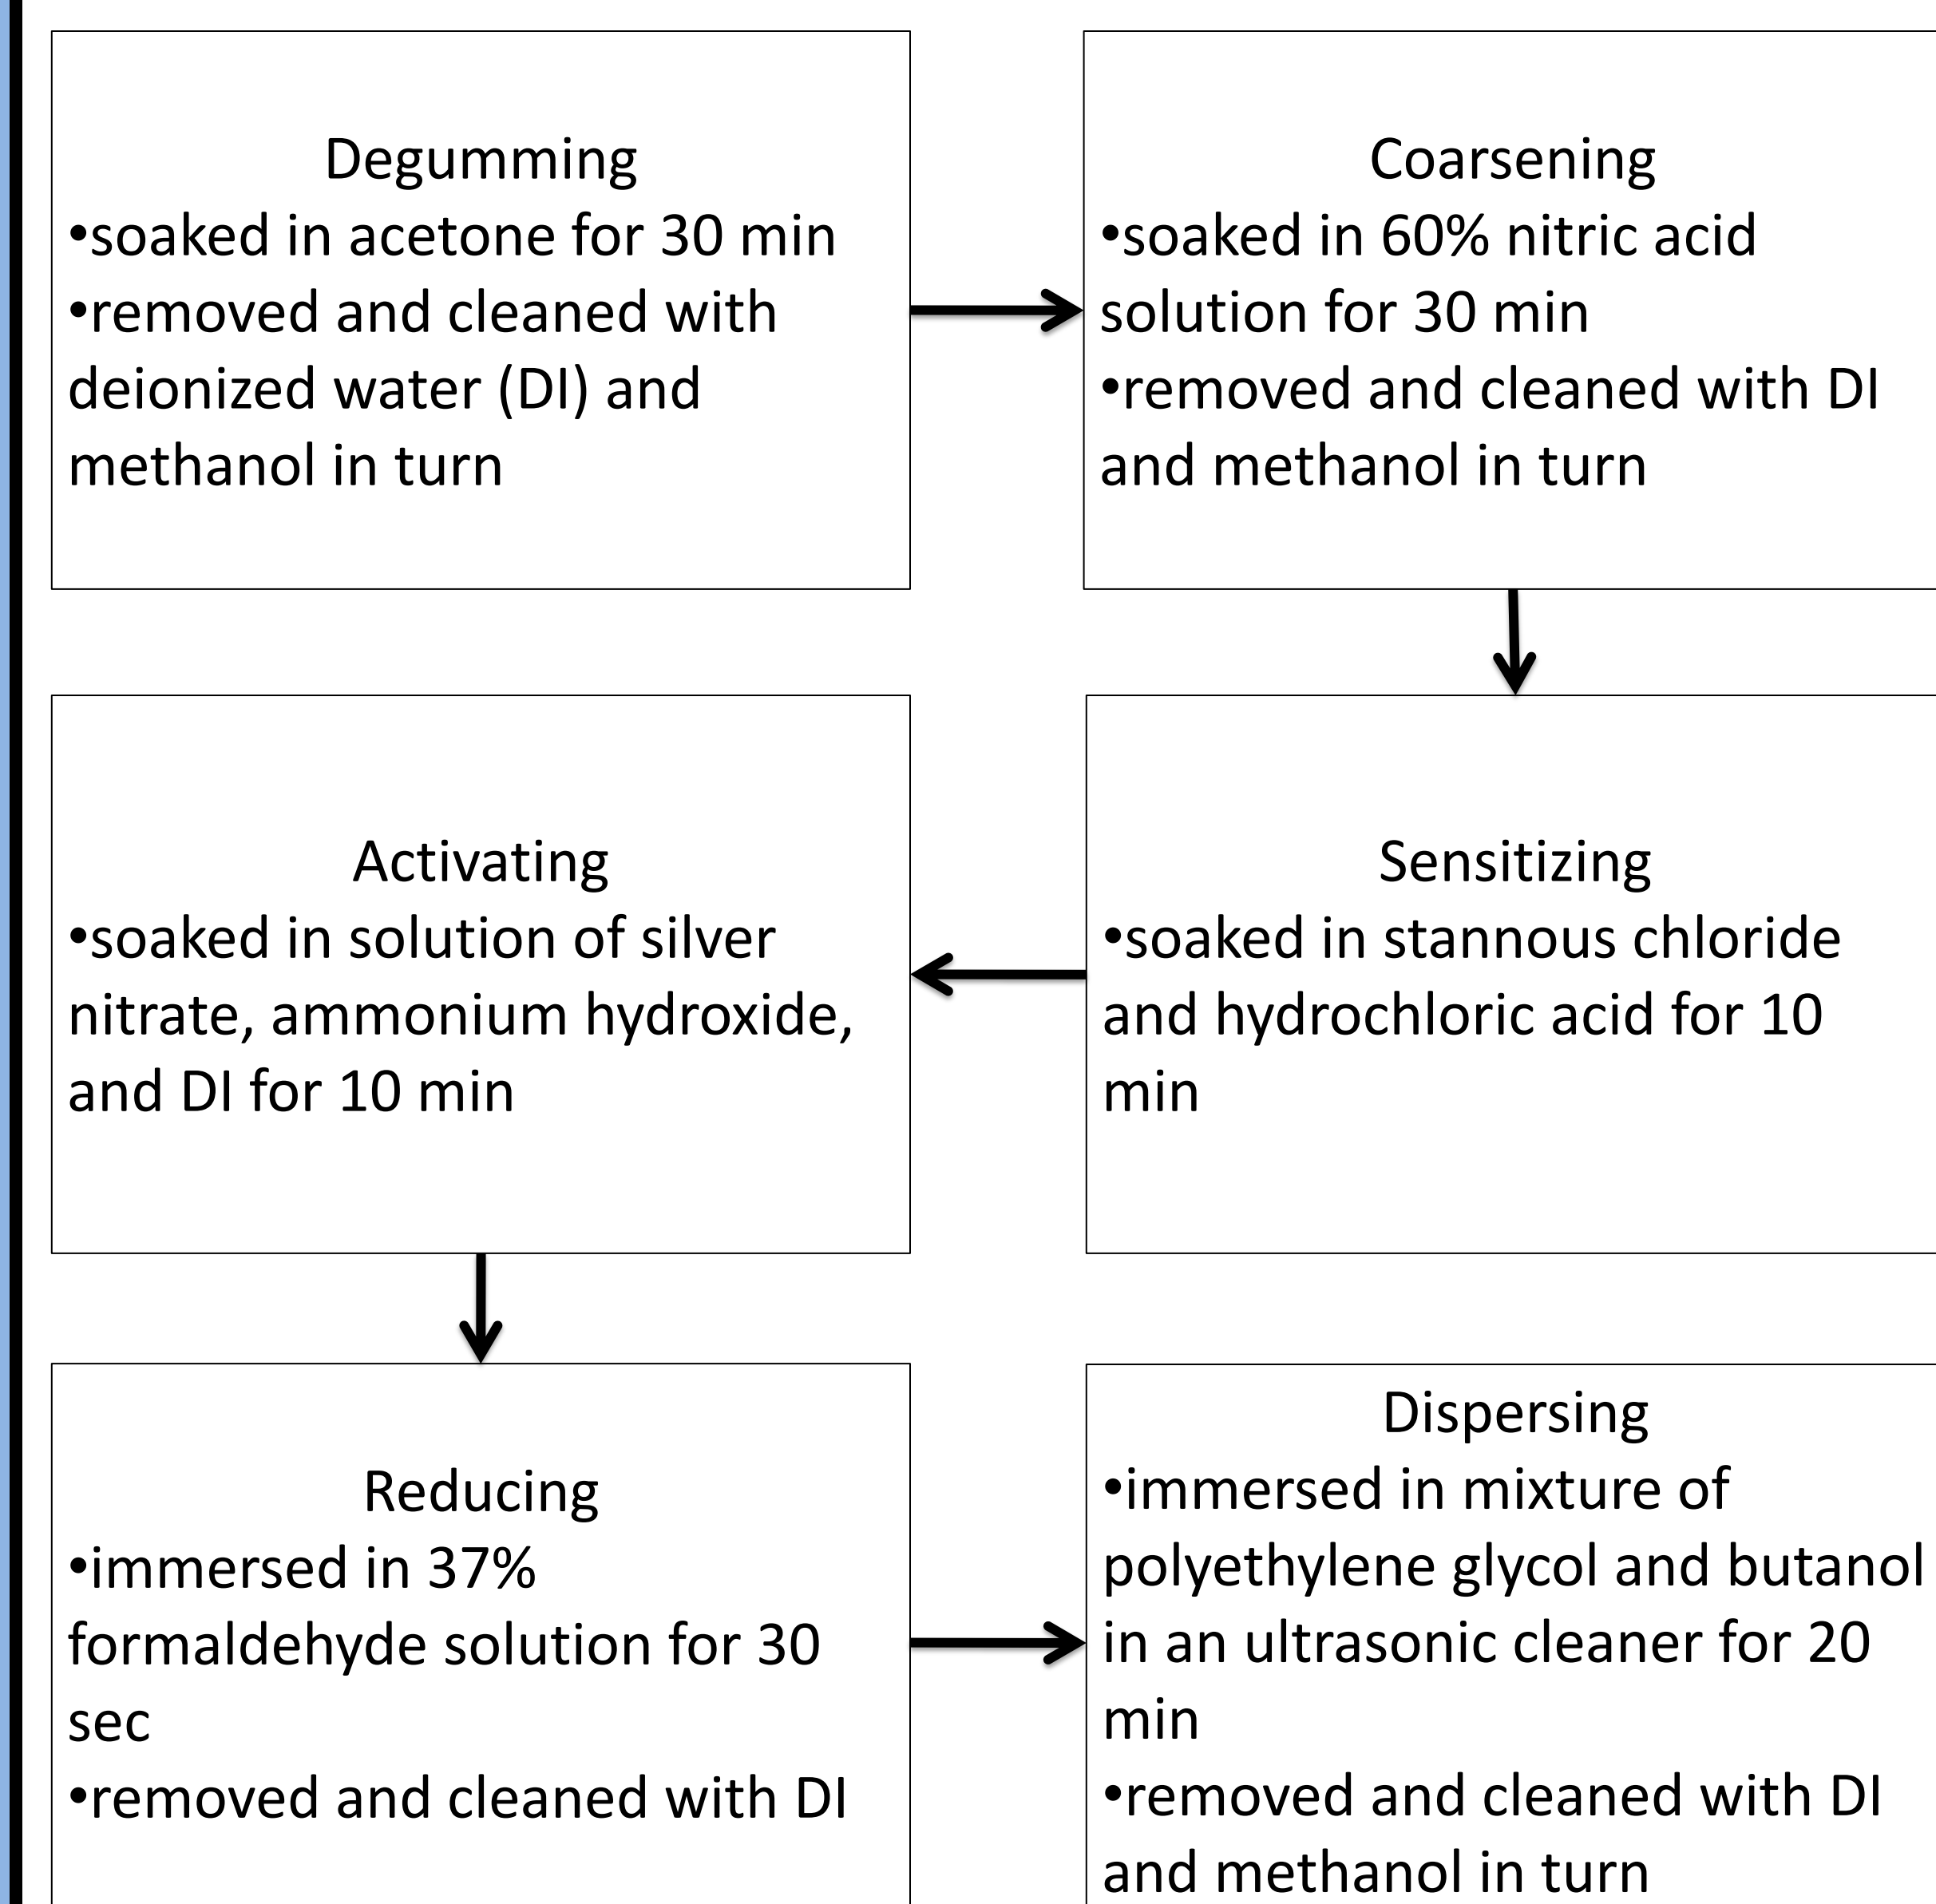 Degumming
•soaked in acetone for 30 min
•removed and cleaned with
deionized water (DI) and
methanol in turn
Coarsening
•soaked in 60% nitric acid
solution for 30 min
•removed and cleaned with DI
and methanol in turn
Activating
•soaked in solution of silver
nitrate, ammonium hydroxide,
and DI for 10 min
Sensitizing
•soaked in stannous chloride
and hydrochloric acid for 10
min
Reducing
•immersed in 37%
formaldehyde solution for 30
sec
•removed and cleaned with DI
Dispersing
•immersed in mixture of
polyethylene glycol and butanol
in an ultrasonic cleaner for 20
min
•removed and cleaned with DI
and methanol in turn